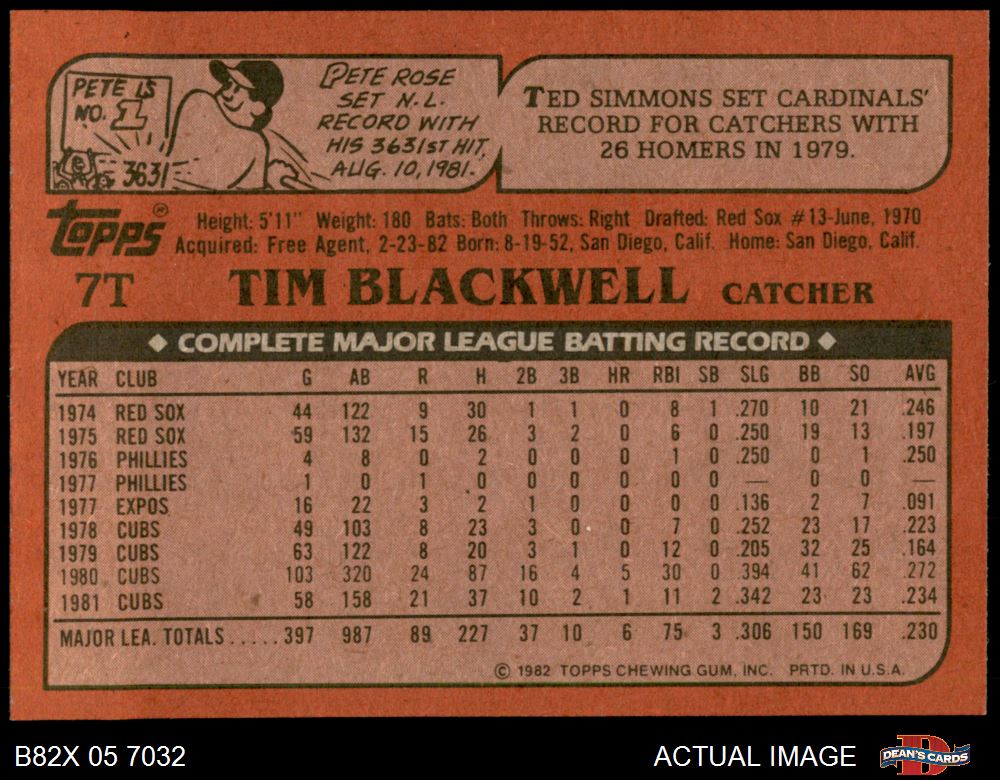 PETE IS
NO. 1
3631
PETE ROSE
SET N.L.
RECORD WITH
HIS 3631ST HIT,
AUG. 10, 1981.
TED SIMMONS SET CARDINALS'
RECORD FOR CATCHERS WITH
26 HOMERS IN 1979.
topps®
Height: 5'11" Weight: 180 Bats: Both Throws: Right Drafted: Red Sox #13-June, 1970
Acquired: Free Agent, 2-23-82 Born: 8-19-52, San Diego, Calif. Home: San Diego, Calif.
7T TIM BLACKWELL CATCHER
◆ COMPLETE MAJOR LEAGUE BATTING RECORD ◆
YEAR CLUB G AB R H 2B 3B HR RBI SB SLG BB SO AVG
1974 RED SOX 44 122 9 30 1 1 0 8 1 .270 10 21 .246
1975 RED SOX 59 132 15 26 3 2 0 6 0 .250 19 13 .197
1976 PHILLIES 4 8 0 2 0 0 0 1 0 .250 0 1 .250
1977 PHILLIES 1 0 1 0 0 0 0 0 0 — 0 0 —
1977 EXPOS 16 22 3 2 1 0 0 0 0 .136 2 7 .091
1978 CUBS 49 103 8 23 3 0 0 7 0 .252 23 17 .223
1979 CUBS 63 122 8 20 3 1 0 12 0 .205 32 25 .164
1980 CUBS 103 320 24 87 16 4 5 30 0 .394 41 62 .272
1981 CUBS 58 158 21 37 10 2 1 11 2 .342 23 23 .234
MAJOR LEA. TOTALS.....397 987 89 227 37 10 6 75 3 .306 150 169 .230
© 1982 TOPPS CHEWING GUM, INC. PRTD. IN U.S.A.
B82X 05 7032 ACTUAL IMAGE DEAN'S CARDS